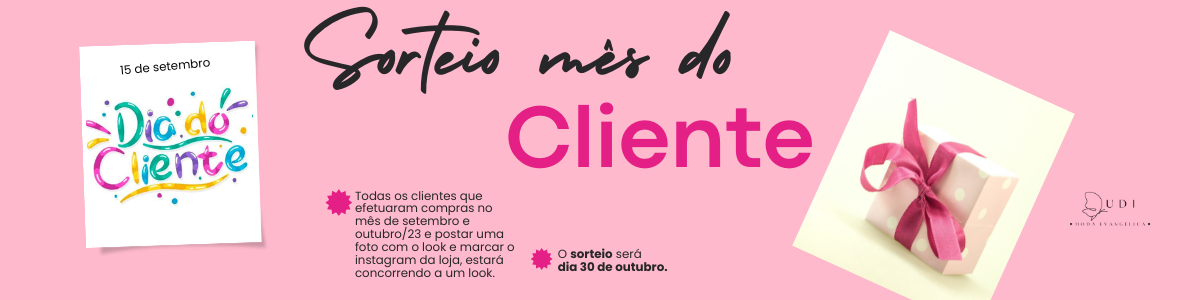 15 de setembro
Dia do
Cliente
Sorteio mês do
Cliente
Todas os clientes que
efetuaram compras no
mês de setembro e
outubro/23 e postar uma
foto com o look e marcar o
instagram da loja, estará
concorrendo a um look.
O sorteio será
dia 30 de outubro.
UDI
MODA EVANGÉLICA